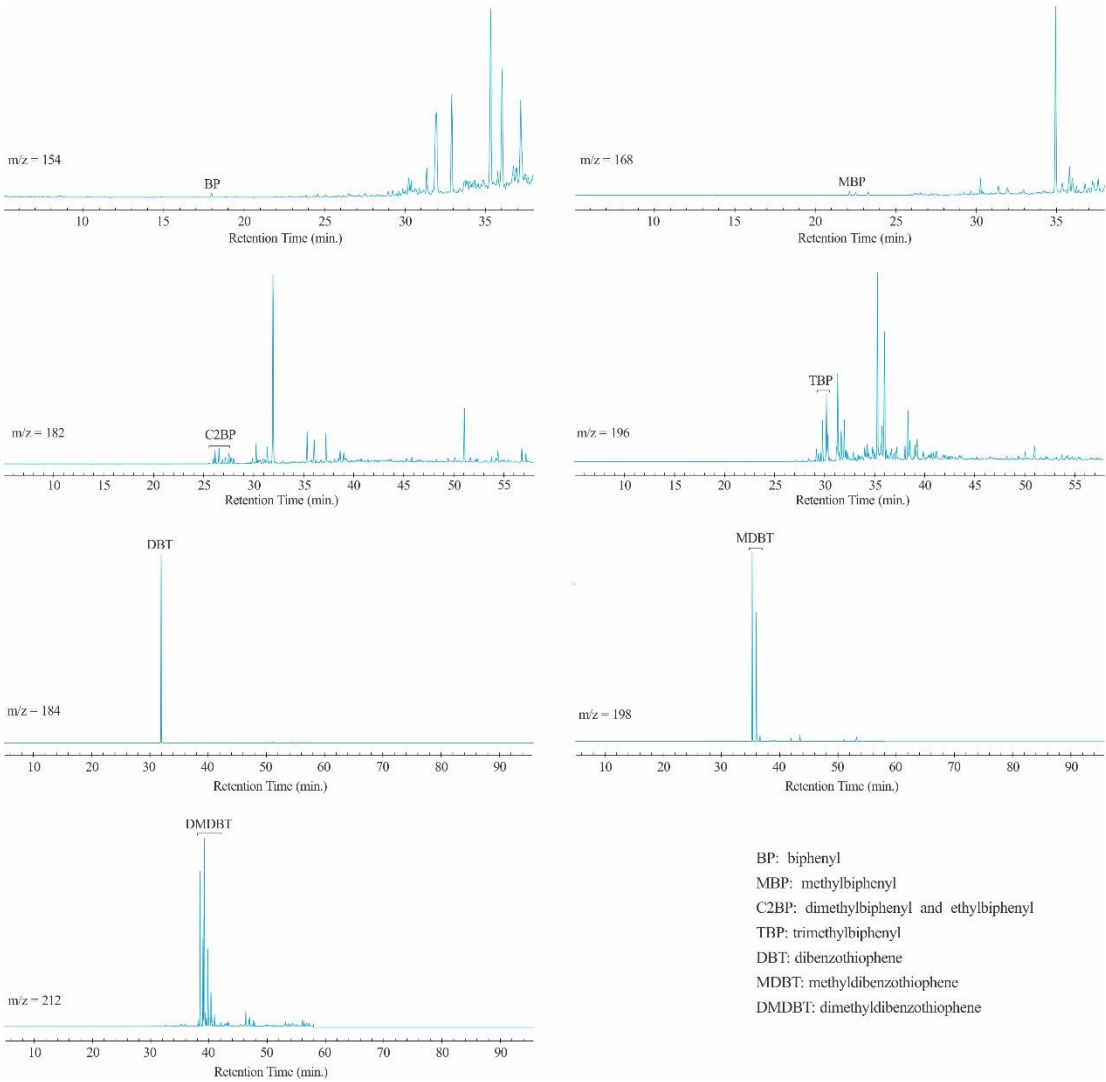 BP
m/z = 154
10 15 20 25 30 35
Retention Time (min.)
MBP
m/z = 168
10 15 20 25 30 35
Retention Time (min.)
C2BP
m/z = 182
10 15 20 25 30 35 40 45 50 55
Retention Time (min.)
TBP
m/z = 196
10 15 20 25 30 35 40 45 50 55
Retention Time (min.)
DBT
m/z = 184
10 20 30 40 50 60 70 80 90
Retention Time (min.)
MDBT
m/z = 198
10 20 30 40 50 60 70 80 90
Retention Time (min.)
DMDBT
m/z = 212
10 20 30 40 50 60 70 80 90
Retention Time (min.)
BP: biphenyl
MBP: methylbiphenyl
C2BP: dimethylbiphenyl and ethylbiphenyl
TBP: trimethylbiphenyl
DBT: dibenzothiophene
MDBT: methyldibenzothiophene
DMDBT: dimethyldibenzothiophene